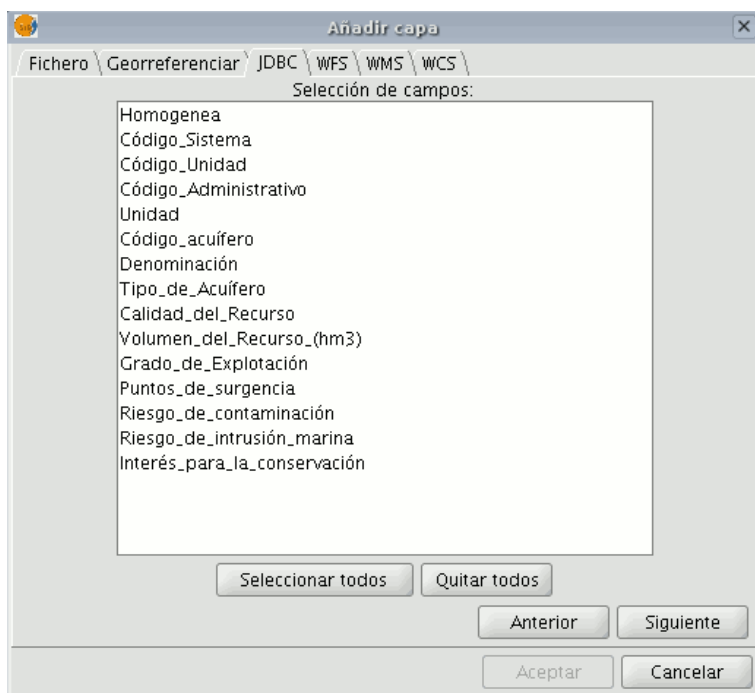 Añadir capa
Fichero Georreferenciar JDBC WFS WMS WCS
Selección de campos:
Homogenea
Código_Sistema
Código_Unidad
Código_Administrativo
Unidad
Código_acuífero
Denominación
Tipo_de_Acuífero
Calidad_del_Recurso
Volumen_del_Recurso_(hm3)
Grado_de_Explotación
Puntos_de_surgencia
Riesgo_de_contaminación
Riesgo_de_intrusión_marina
Interés_para_la_conservación
Seleccionar todos Quitar todos
Anterior Siguiente
Aceptar Cancelar